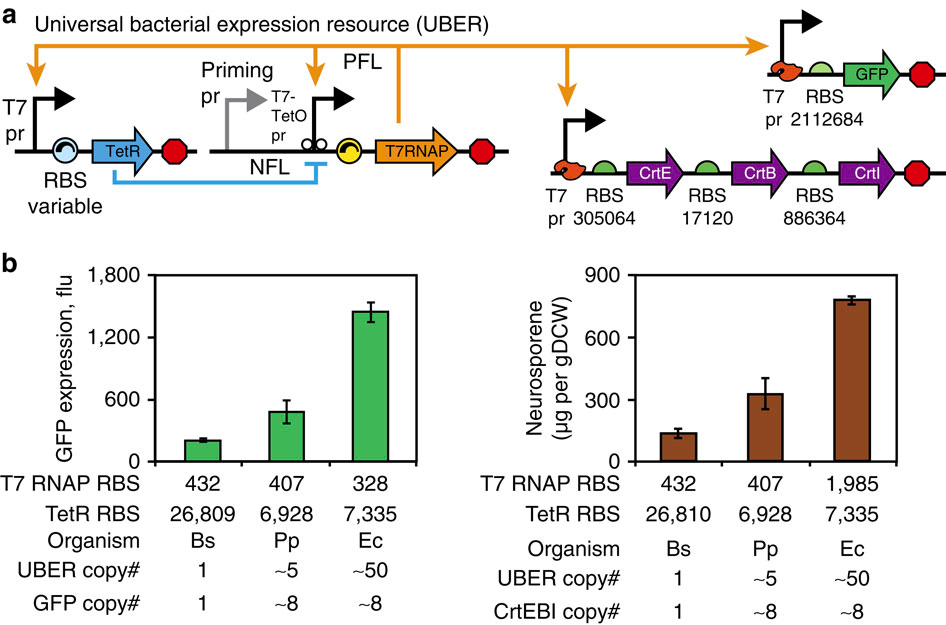 a
Universal bacterial expression resource (UBER)
T7
pr
RBS
variable
TetR
Priming
pr
T7-
TetO
pr
PFL
NFL
T7RNAP
T7
pr
RBS
2112684
GFP
T7
pr
RBS
305064
CrtE
RBS
17120
CrtB
RBS
886364
CrtI
b
GFP expression, flu
1,800
1,200
600
0
T7 RNAP RBS 432 407 328
TetR RBS 26,809 6,928 7,335
Organism Bs Pp Ec
UBER copy# 1 ~5 ~50
GFP copy# 1 ~8 ~8
Neurosporene
(µg per gDCW)
900
600
300
0
T7 RNAP RBS 432 407 1,985
TetR RBS 26,810 6,928 7,335
Organism Bs Pp Ec
UBER copy# 1 ~5 ~50
CrtEBI copy# 1 ~8 ~8